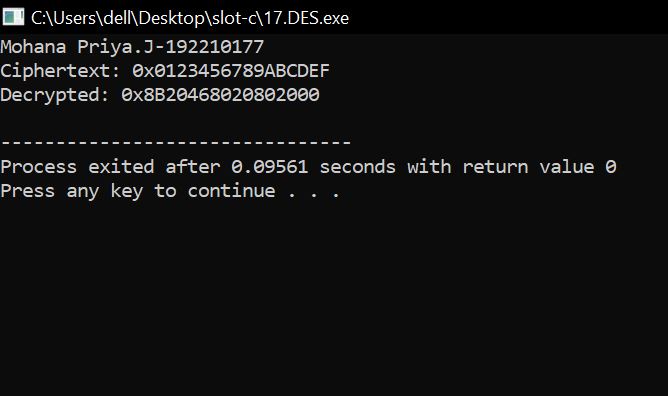 C:\Users\dell\Desktop\slot-c\17.DES.exe
Mohana Priya.J-192210177
Ciphertext: 0x0123456789ABCDEF
Decrypted: 0x8B20468020802000
--------------------------------
Process exited after 0.09561 seconds with return value 0
Press any key to continue . . .